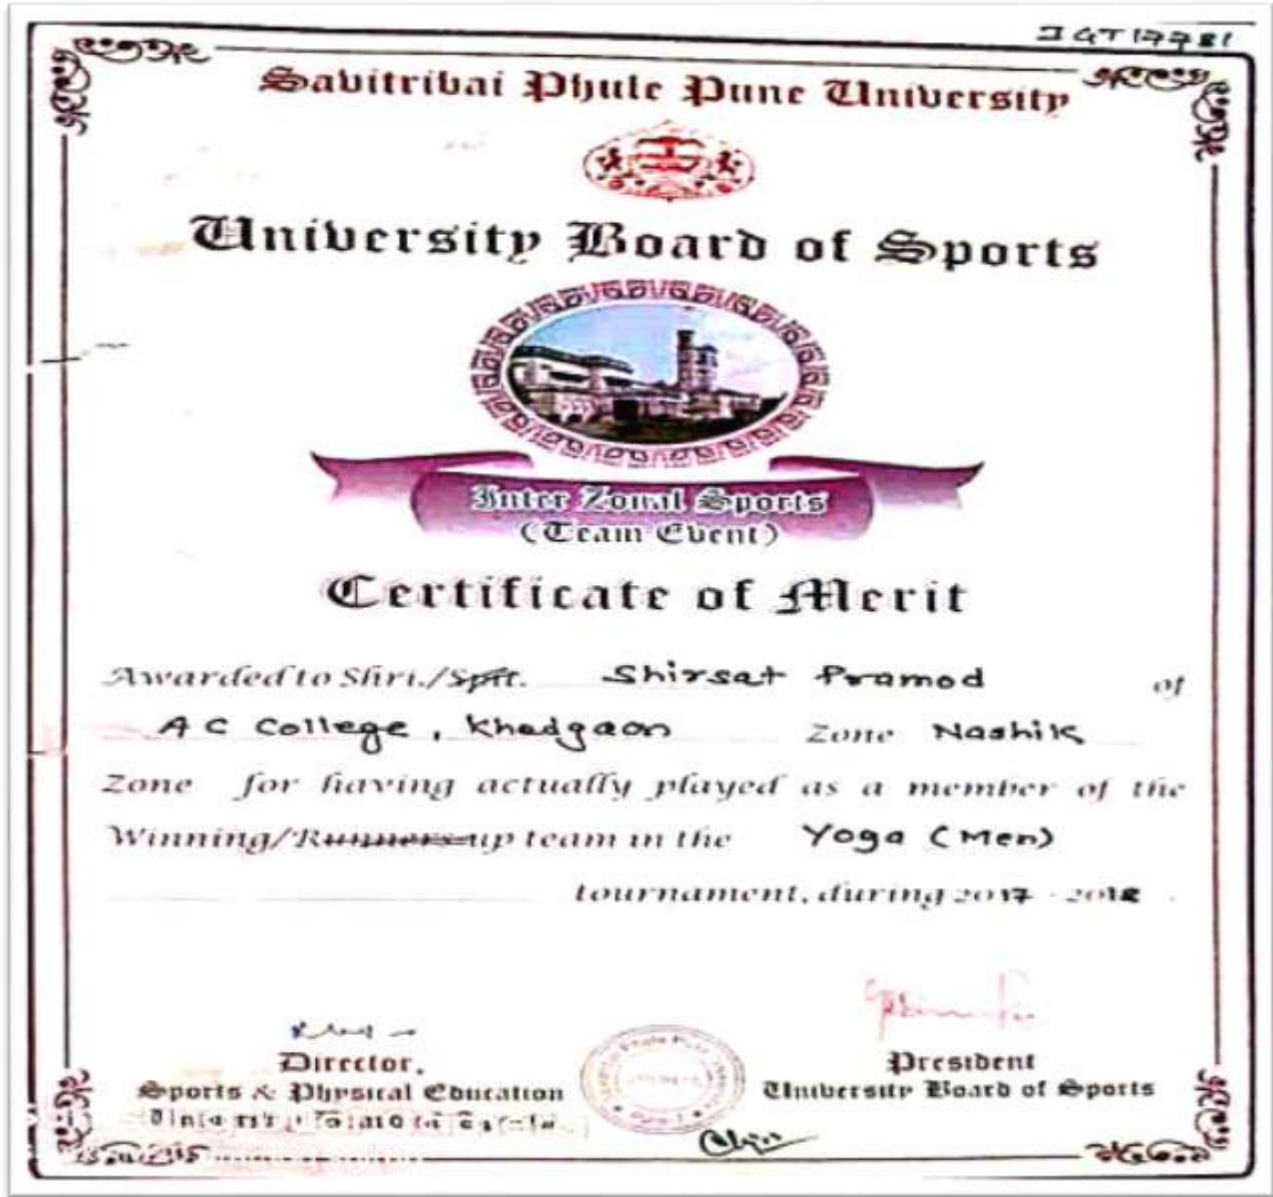 IGT17781
Savitribai Phule Pune University
University Board of Sports
Inter Zonal Sports
(Team Event)
Certificate of Merit
Awarded to Shri./Smt. Shirsat Pramod of
A C College, Khedgaon Zone Nashik
Zone for having actually played as a member of the
Winning/Runners-up team in the Yoga (Men)
tournament, during 2017 - 2018
Director, 
Sports & Physical Education
President
University Board of Sports